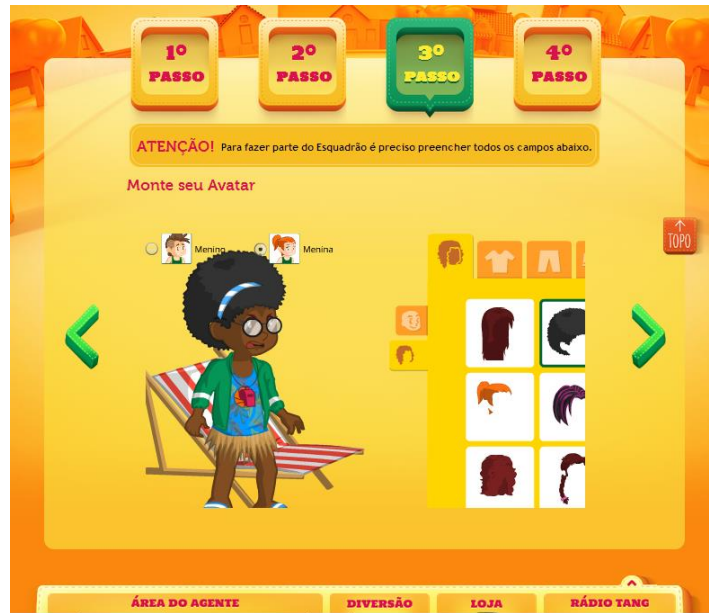 1º
PASSO
2º
PASSO
3º
PASSO
4º
PASSO
ATENÇÃO! Para fazer parte do Esquadrão é preciso preencher todos os campos abaixo.
Monte seu Avatar
Menino
Menina
TOPO
ÁREA DO AGENTE
DIVERSÃO
LOJA
RÁDIO TANG